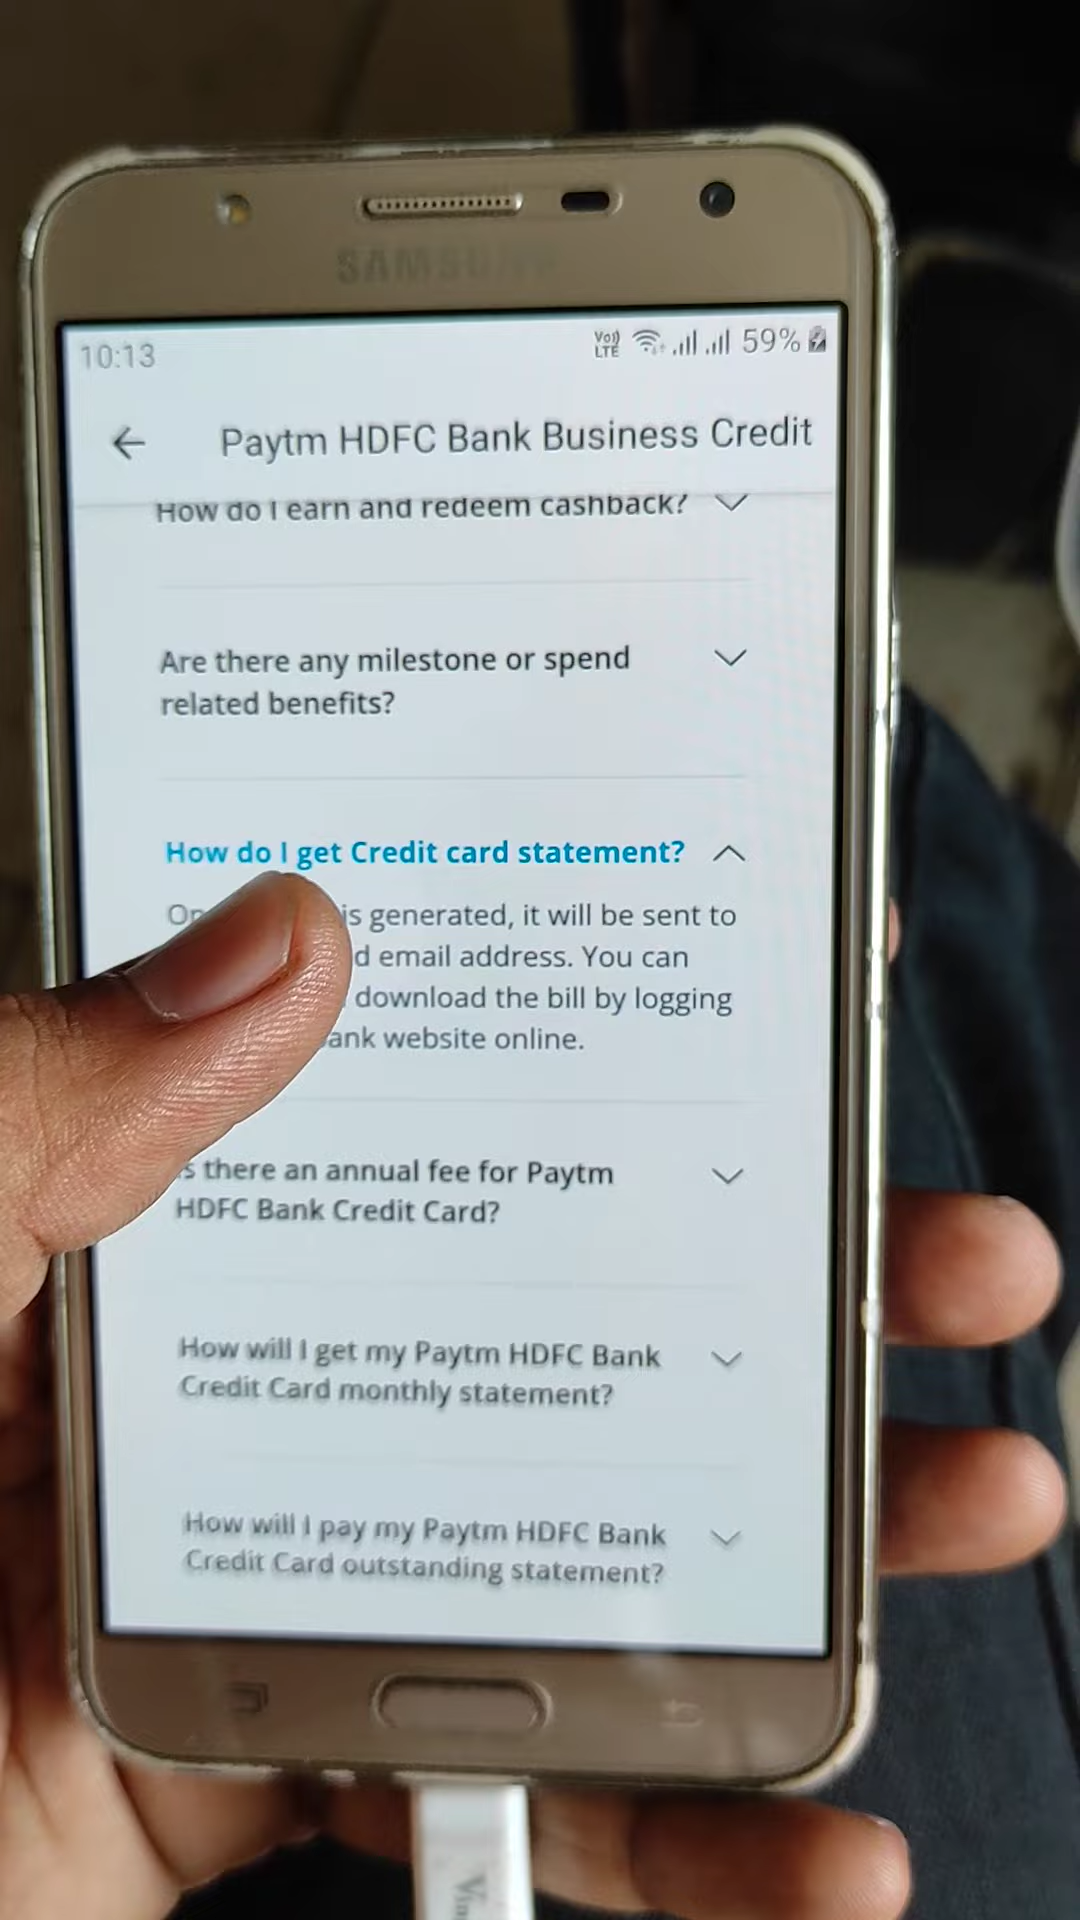 SAMSUNG
10:13
Vo)) LTE 59%
Paytm HDFC Bank Business Credit
How do I earn and redeem cashback?
Are there any milestone or spend
related benefits?
How do I get Credit card statement?
is generated, it will be sent to
email address. You can
download the bill by logging
website online.
there an annual fee for Paytm
HDFC Bank Credit Card?
How will I get my Paytm HDFC Bank
Credit Card monthly statement?
How will I pay my Paytm HDFC Bank
Credit Card outstanding statement?